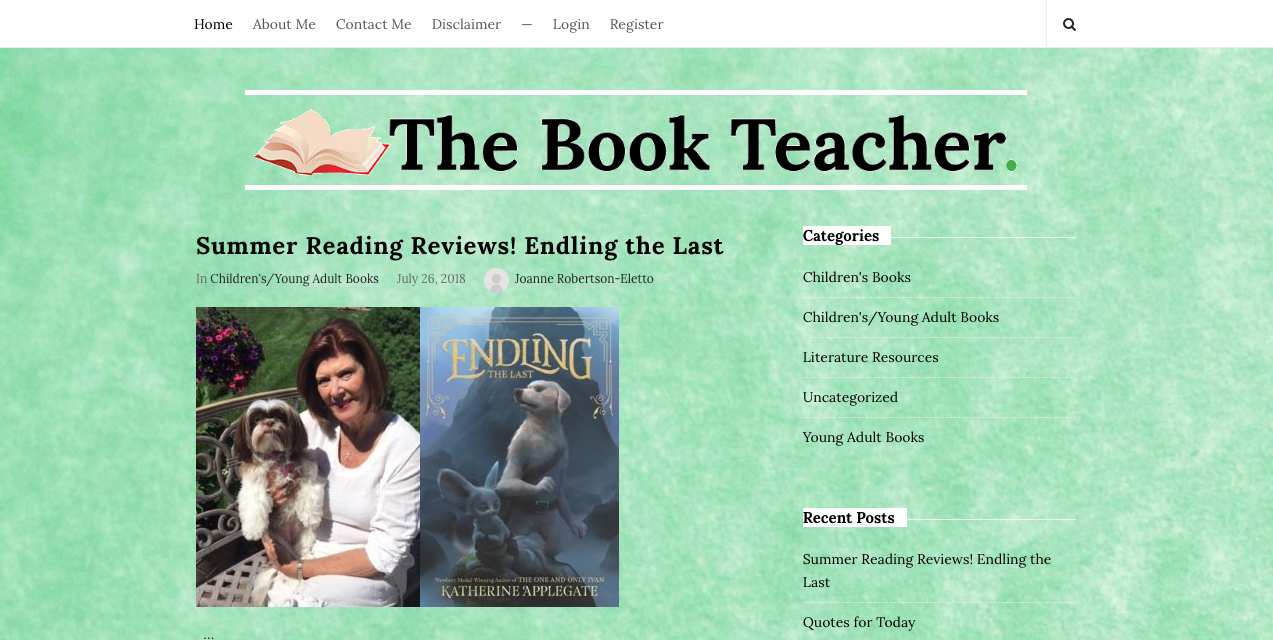 Home About Me Contact Me Disclaimer — Login Register
The Book Teacher.
Summer Reading Reviews! Endling the Last
In Children's/Young Adult Books July 26, 2018 Joanne Robertson-Eletto
ENDLING
THE LAST
Newbery Medal-Winning Author of THE ONE AND ONLY IVAN
KATHERINE APPLEGATE
...
Categories
Children's Books
Children's/Young Adult Books
Literature Resources
Uncategorized
Young Adult Books
Recent Posts
Summer Reading Reviews! Endling the
Last
Quotes for Today